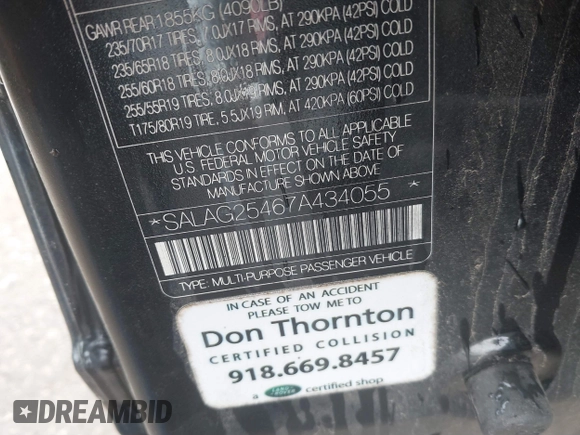 GAWR REAR 1855KG (4090LB)
235/70R17 TIRES, 7.0JX17 RIMS, AT 290KPA (42PSI) COLD
235/65R18 TIRES, 8.0JX18 RIMS, AT 290KPA (42PSI) COLD
255/60R18 TIRES, 8.0JX18 RIMS, AT 290KPA (42PSI) COLD
255/55R19 TIRES, 8.0JX19 RIMS, AT 290KPA (42PSI) COLD
T175/80R19 TIRE, 5.5JX19 RIM, AT 420KPA (60PSI) COLD
THIS VEHICLE CONFORMS TO ALL APPLICABLE
U.S. FEDERAL MOTOR VEHICLE SAFETY
STANDARDS IN EFFECT ON THE DATE OF
MANUFACTURE SHOWN ABOVE.
*SALAG25467A434055*
TYPE: MULTI-PURPOSE PASSENGER VEHICLE
IN CASE OF AN ACCIDENT
PLEASE TOW ME TO
Don Thornton
CERTIFIED COLLISION
918.669.8457
a LAND ROVER certified shop
DREAMBID